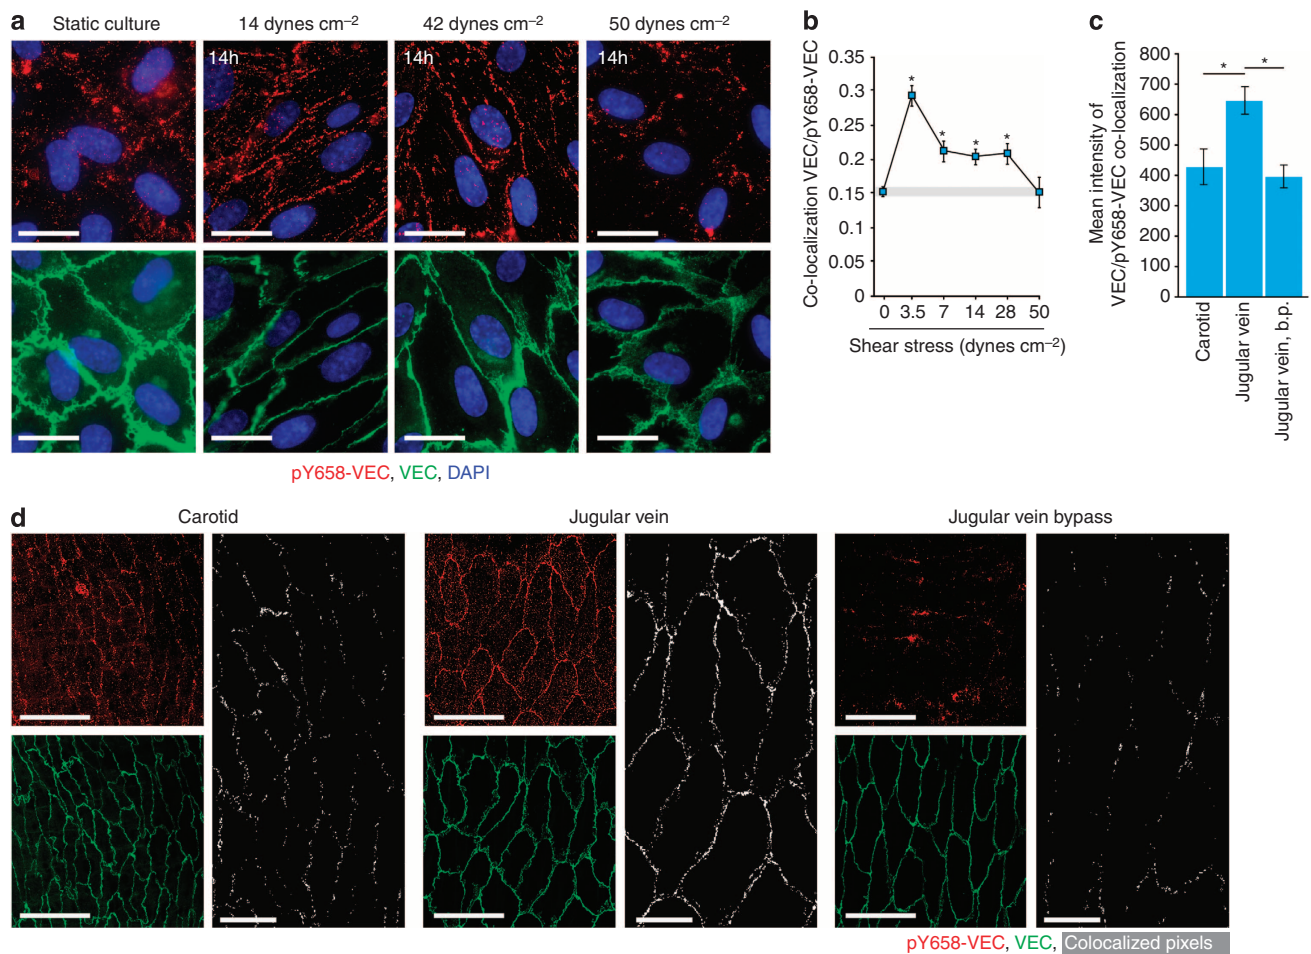 a
Static culture
14 dynes cm⁻²
42 dynes cm⁻²
50 dynes cm⁻²
14h
14h
14h
pY658-VEC, VEC, DAPI
b
Co-localization VEC/pY658-VEC
0.35
0.3
0.25
0.2
0.15
0.1
0.05
0
*
*
*
*
0 3.5 7 14 28 50
Shear stress (dynes cm⁻²)
c
Mean intensity of
VEC/pY658-VEC co-localization
800
700
600
500
400
300
200
100
0
* *
Carotid
Jugular vein
Jugular vein, b.p.
d
Carotid
Jugular vein
Jugular vein bypass
pY658-VEC, VEC, Colocalized pixels